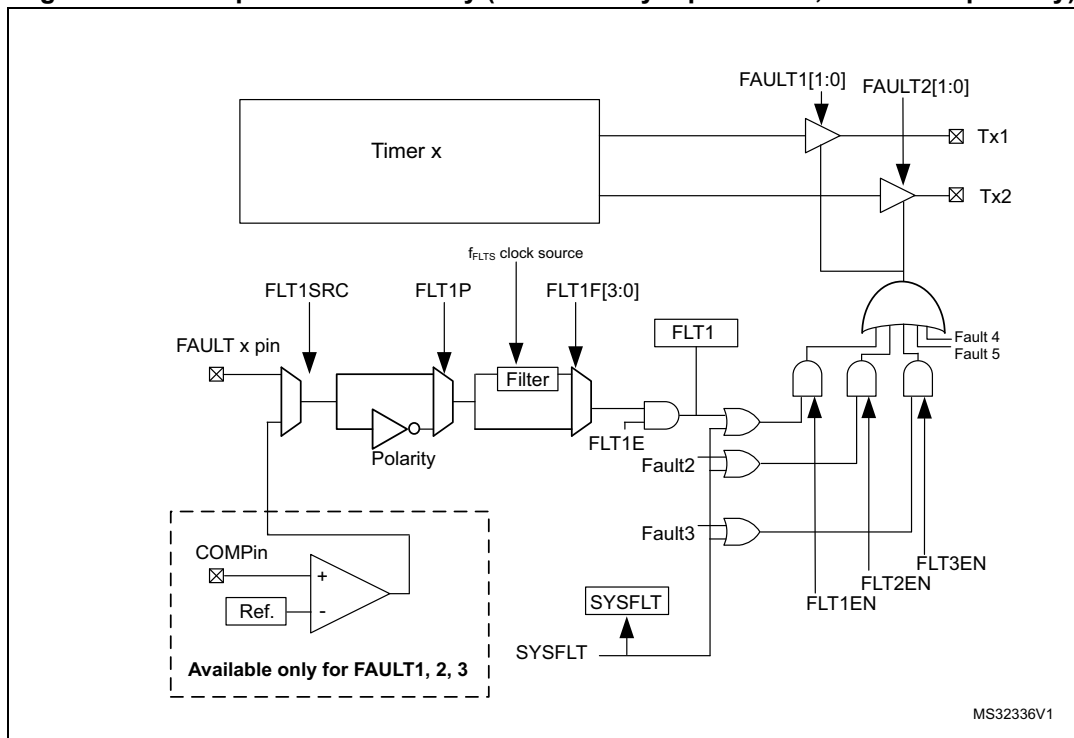 FAULT1[1:0]
FAULT2[1:0]
Timer x
Tx1
Tx2
fFLTS clock source
FLT1SRC
FLT1P
FLT1F[3:0]
FAULT x pin
FLT1
Fault 4
Fault 5
Filter
Polarity
FLT1E
Fault2
Fault3
COMPin
+
Ref.
-
Available only for FAULT1, 2, 3
SYSFLT
SYSFLT
FLT3EN
FLT2EN
FLT1EN
MS32336V1